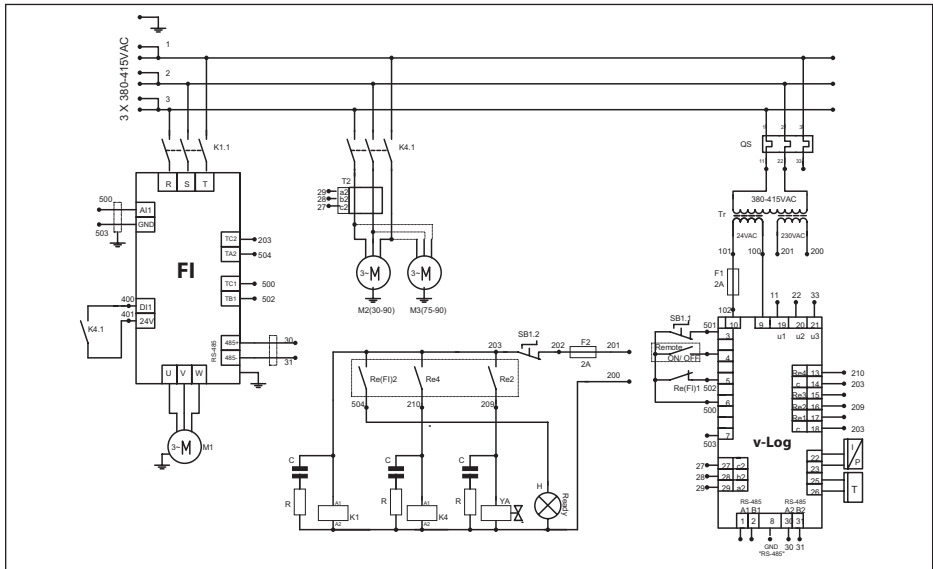 3 X 380-415VAC
1
2
3
K1.1
K4.1
R S T
500
503
AI1
GND
TC2
203
TA2
504
FI
TC1
500
TB1
502
400
401
DI1
24V
K4.1
RS-485
485+
30
485-
31
U V W
3~ M
M1
T2
29 a2
28 b2
27 c2
3~ M
3~ M
M2(30-90)
M3(75-90)
SB1.2
203
202
F2
2A
201
200
Re(FI)2
Re4
Re2
504
210
209
C
R
A1
A2
K1
C
R
A1
A2
K4
C
R
YA
H
Ready
1 2 3
QS
11 22 33
380-415VAC
Tr
24VAC
230VAC
101
100
201
200
F1
2A
102
11 22 33
SB1.1
501
10 9 19 20 21
u1 u2 u3
3
Remote
ON/ OFF
4
Re(FI)1
5
502
6
500
7
503
Re4 13 210
c 14 203
Re3 15
Re2 16 209
Re1 17
c 18 203
v-Log
27 27 c2
28 28 b2
29 29 a2
22
23
I/P
25
26
T
RS-485 RS-485
A1 B1 A2 B2
1 2 8 30 31
GND
"RS-485"
30 31